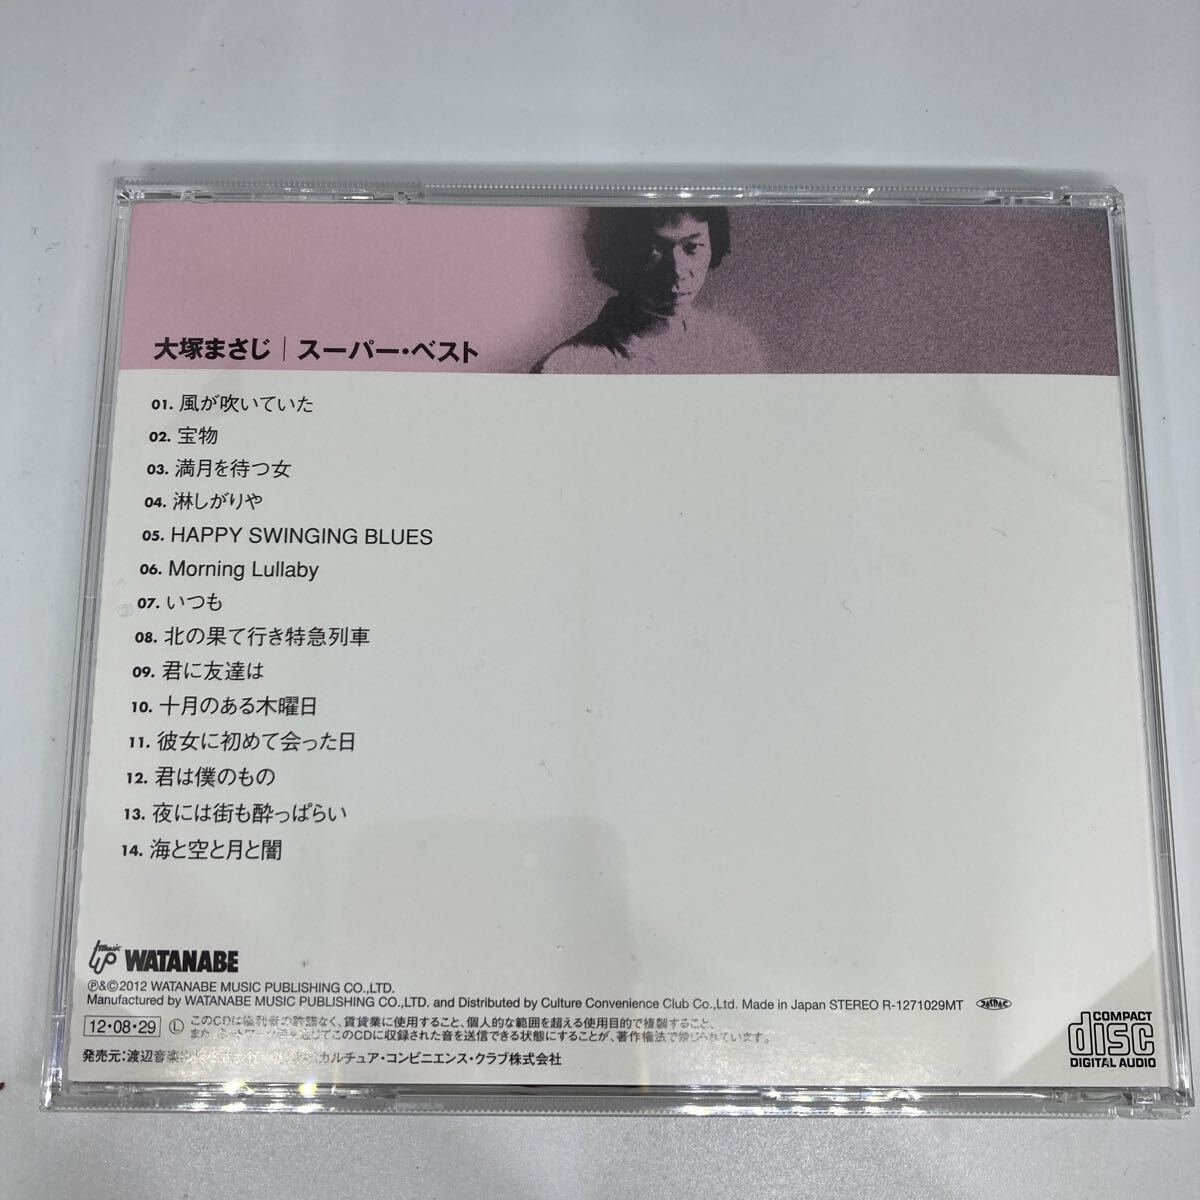 大塚まさじ｜スーパー・ベスト
01. 風が吹いていた
02. 宝物
03. 満月を待つ女
04. 淋しがりや
05. HAPPY SWINGING BLUES
06. Morning Lullaby
07. いつも
08. 北の果て行き特急列車
09. 君に友達は
10. 十月のある木曜日
11. 彼女に初めて会った日
12. 君は僕のもの
13. 夜には街も酔っぱらい
14. 海と空と月と闇
music WATANABE
Ⓟ&©2012 WATANABE MUSIC PUBLISHING CO.,LTD.
Manufactured by WATANABE MUSIC PUBLISHING CO.,LTD. and Distributed by Culture Convenience Club Co.,Ltd. Made in Japan STEREO R-1271029MT
12・08・29 Ⓛ このCDは権利者の許諾なく、賃貸業に使用すること、個人的な範囲を超える使用目的で複製すること、
また、 このCDに収録された音を送信できる状態にすることが、著作権法で禁じられています。
発売元:渡辺音楽 カルチュア・コンビニエンス・クラブ株式会社
COMPACT
disc
DIGITAL AUDIO